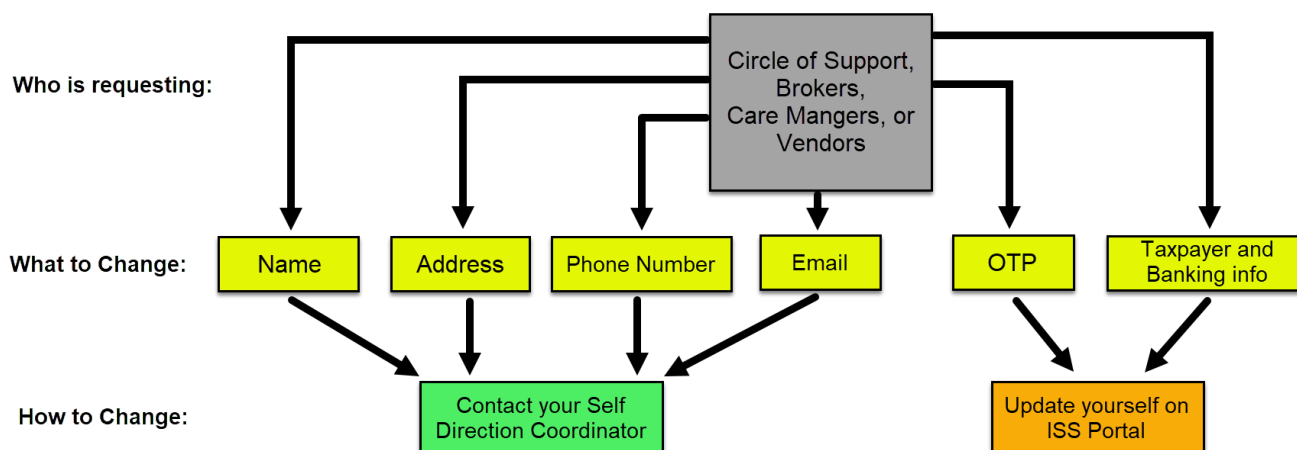 Who is requesting:
Circle of Support,
Brokers,
Care Mangers, or
Vendors
What to Change:
Name
Address
Phone Number
Email
OTP
Taxpayer and
Banking info
How to Change:
Contact your Self
Direction Coordinator
Update yourself on
ISS Portal